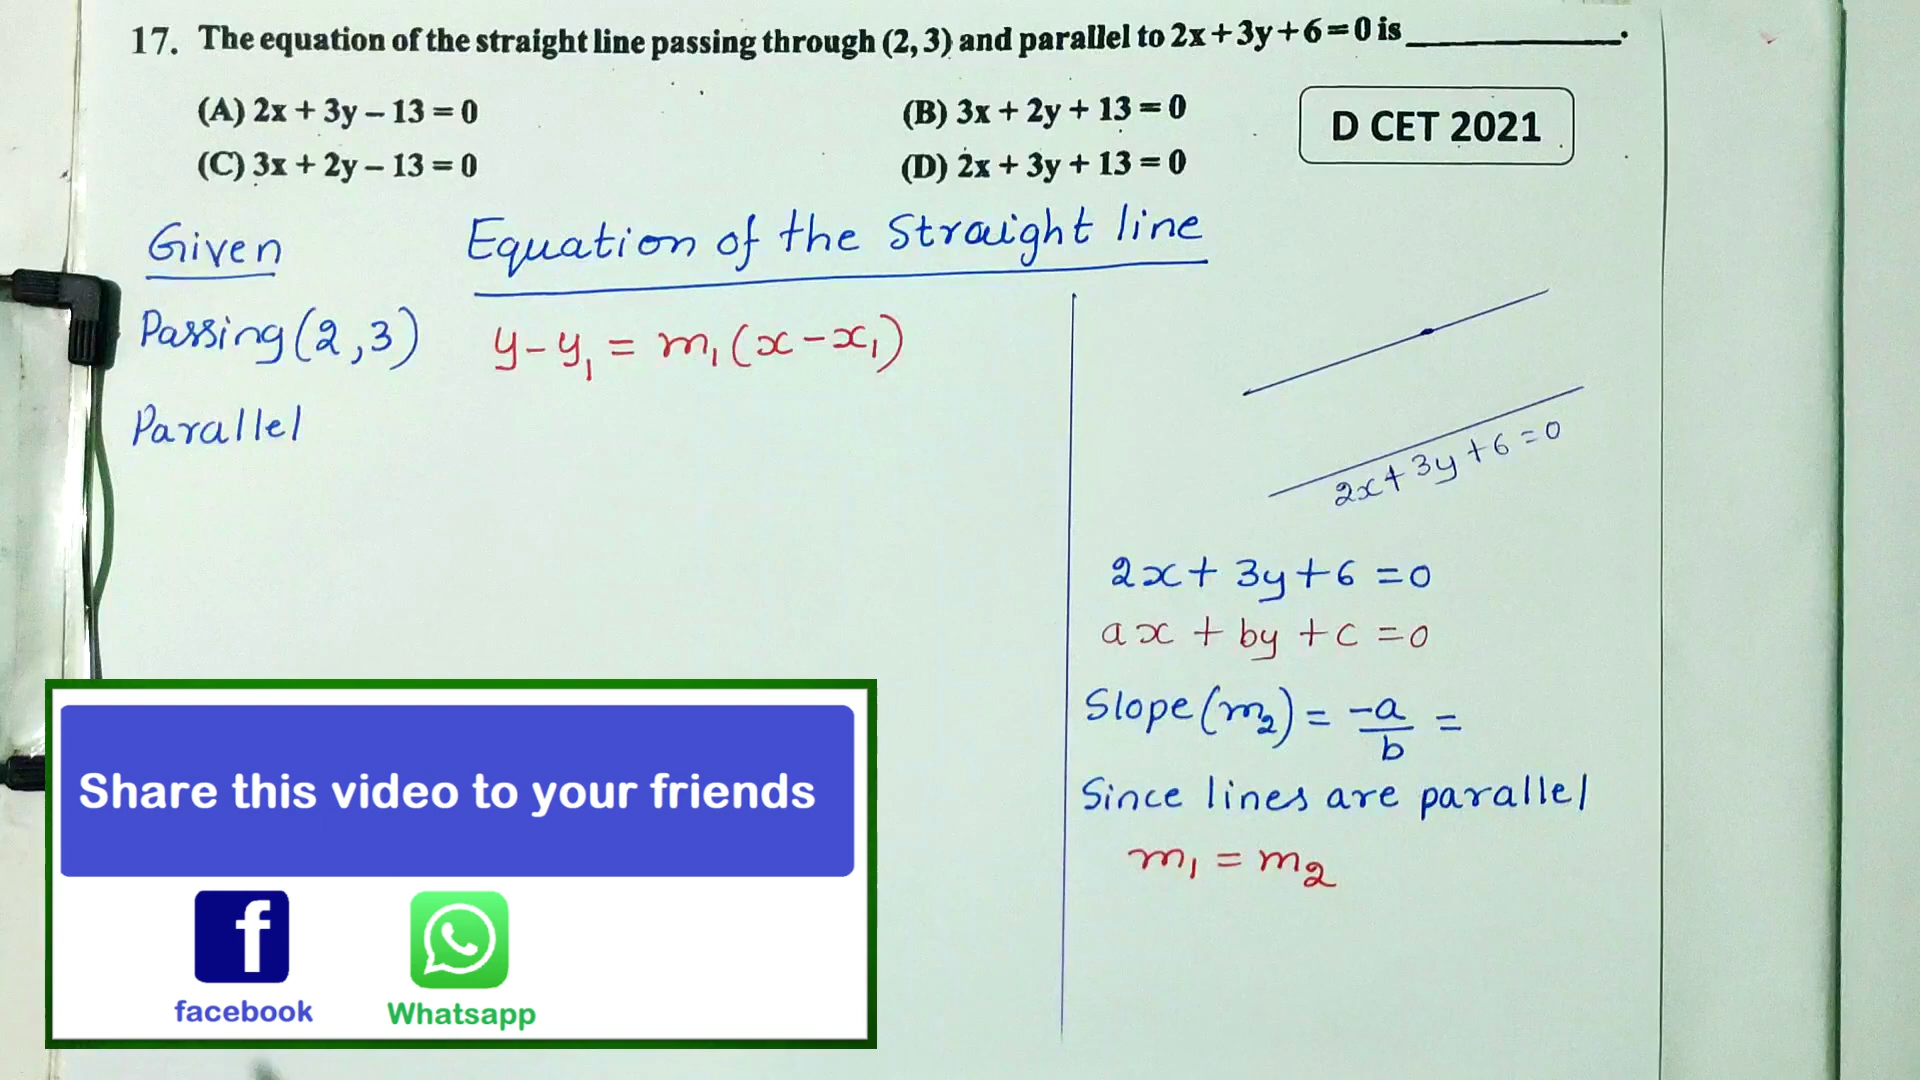 17. The equation of the straight line passing through (2, 3) and parallel to 2x + 3y + 6 = 0 is ____________.
(A) 2x + 3y – 13 = 0
(B) 3x + 2y + 13 = 0
(C) 3x + 2y – 13 = 0
(D) 2x + 3y + 13 = 0
D CET 2021
Given
Equation of the Straight line
Passing (2,3)
y - y₁ = m₁ (x - x₁)
Parallel
2x + 3y + 6 = 0
2x + 3y + 6 = 0
ax + by + c = 0
Slope (m₂) = -a/b =
Since lines are parallel
m₁ = m₂
Share this video to your friends
f
facebook
Whatsapp